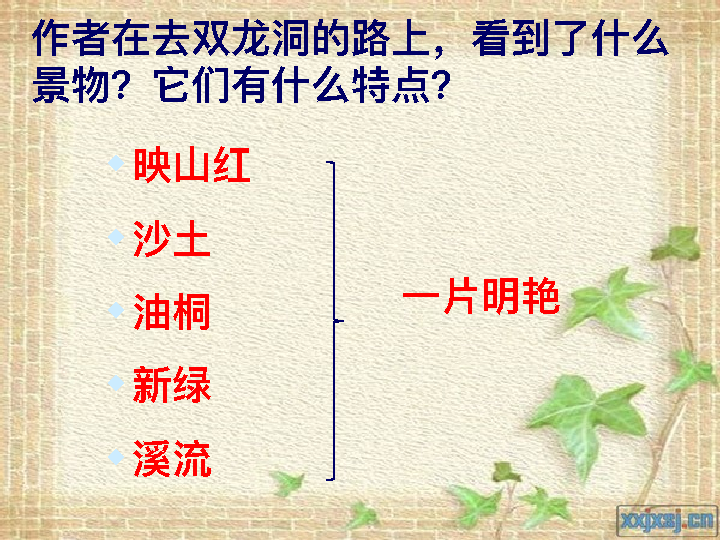 作者在去双龙洞的路上，看到了什么
景物？它们有什么特点？
映山红
沙土
油桐
新绿
溪流
一片明艳
xxjxsj.cn